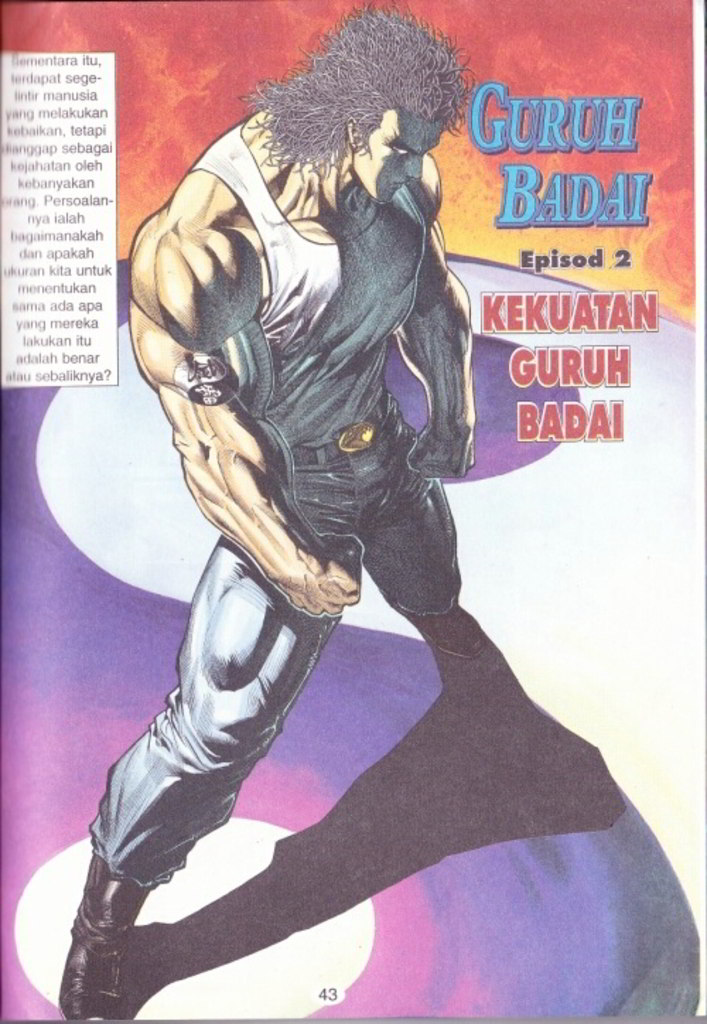 Sementara itu,
terdapat sege-
lintir manusia
yang melakukan
kebaikan, tetapi
dianggap sebagai
kejahatan oleh
kebanyakan
orang. Persoalan-
nya ialah
bagaimanakah
dan apakah
ukuran kita untuk
menentukan
sama ada apa
yang mereka
lakukan itu
adalah benar
atau sebaliknya?
GURUH
BADAI
Episod 2
KEKUATAN
GURUH
BADAI
43